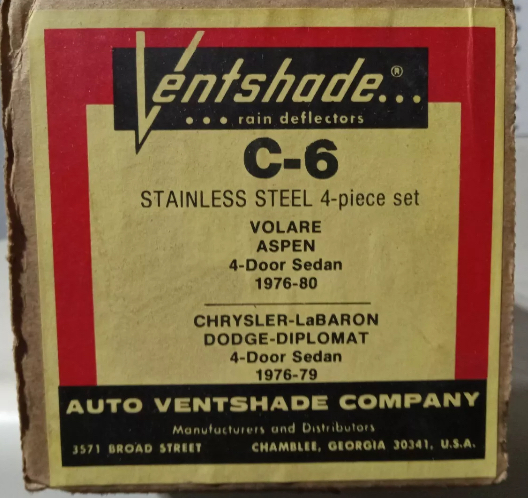 Ventshade®...
... rain deflectors
C-6
STAINLESS STEEL 4-piece set
VOLARE
ASPEN
4-Door Sedan
1976-80
CHRYSLER-LaBARON
DODGE-DIPLOMAT
4-Door Sedan
1976-79
AUTO VENTSHADE COMPANY
Manufacturers and Distributors
3571 BROAD STREET CHAMBLEE, GEORGIA 30341, U.S.A.